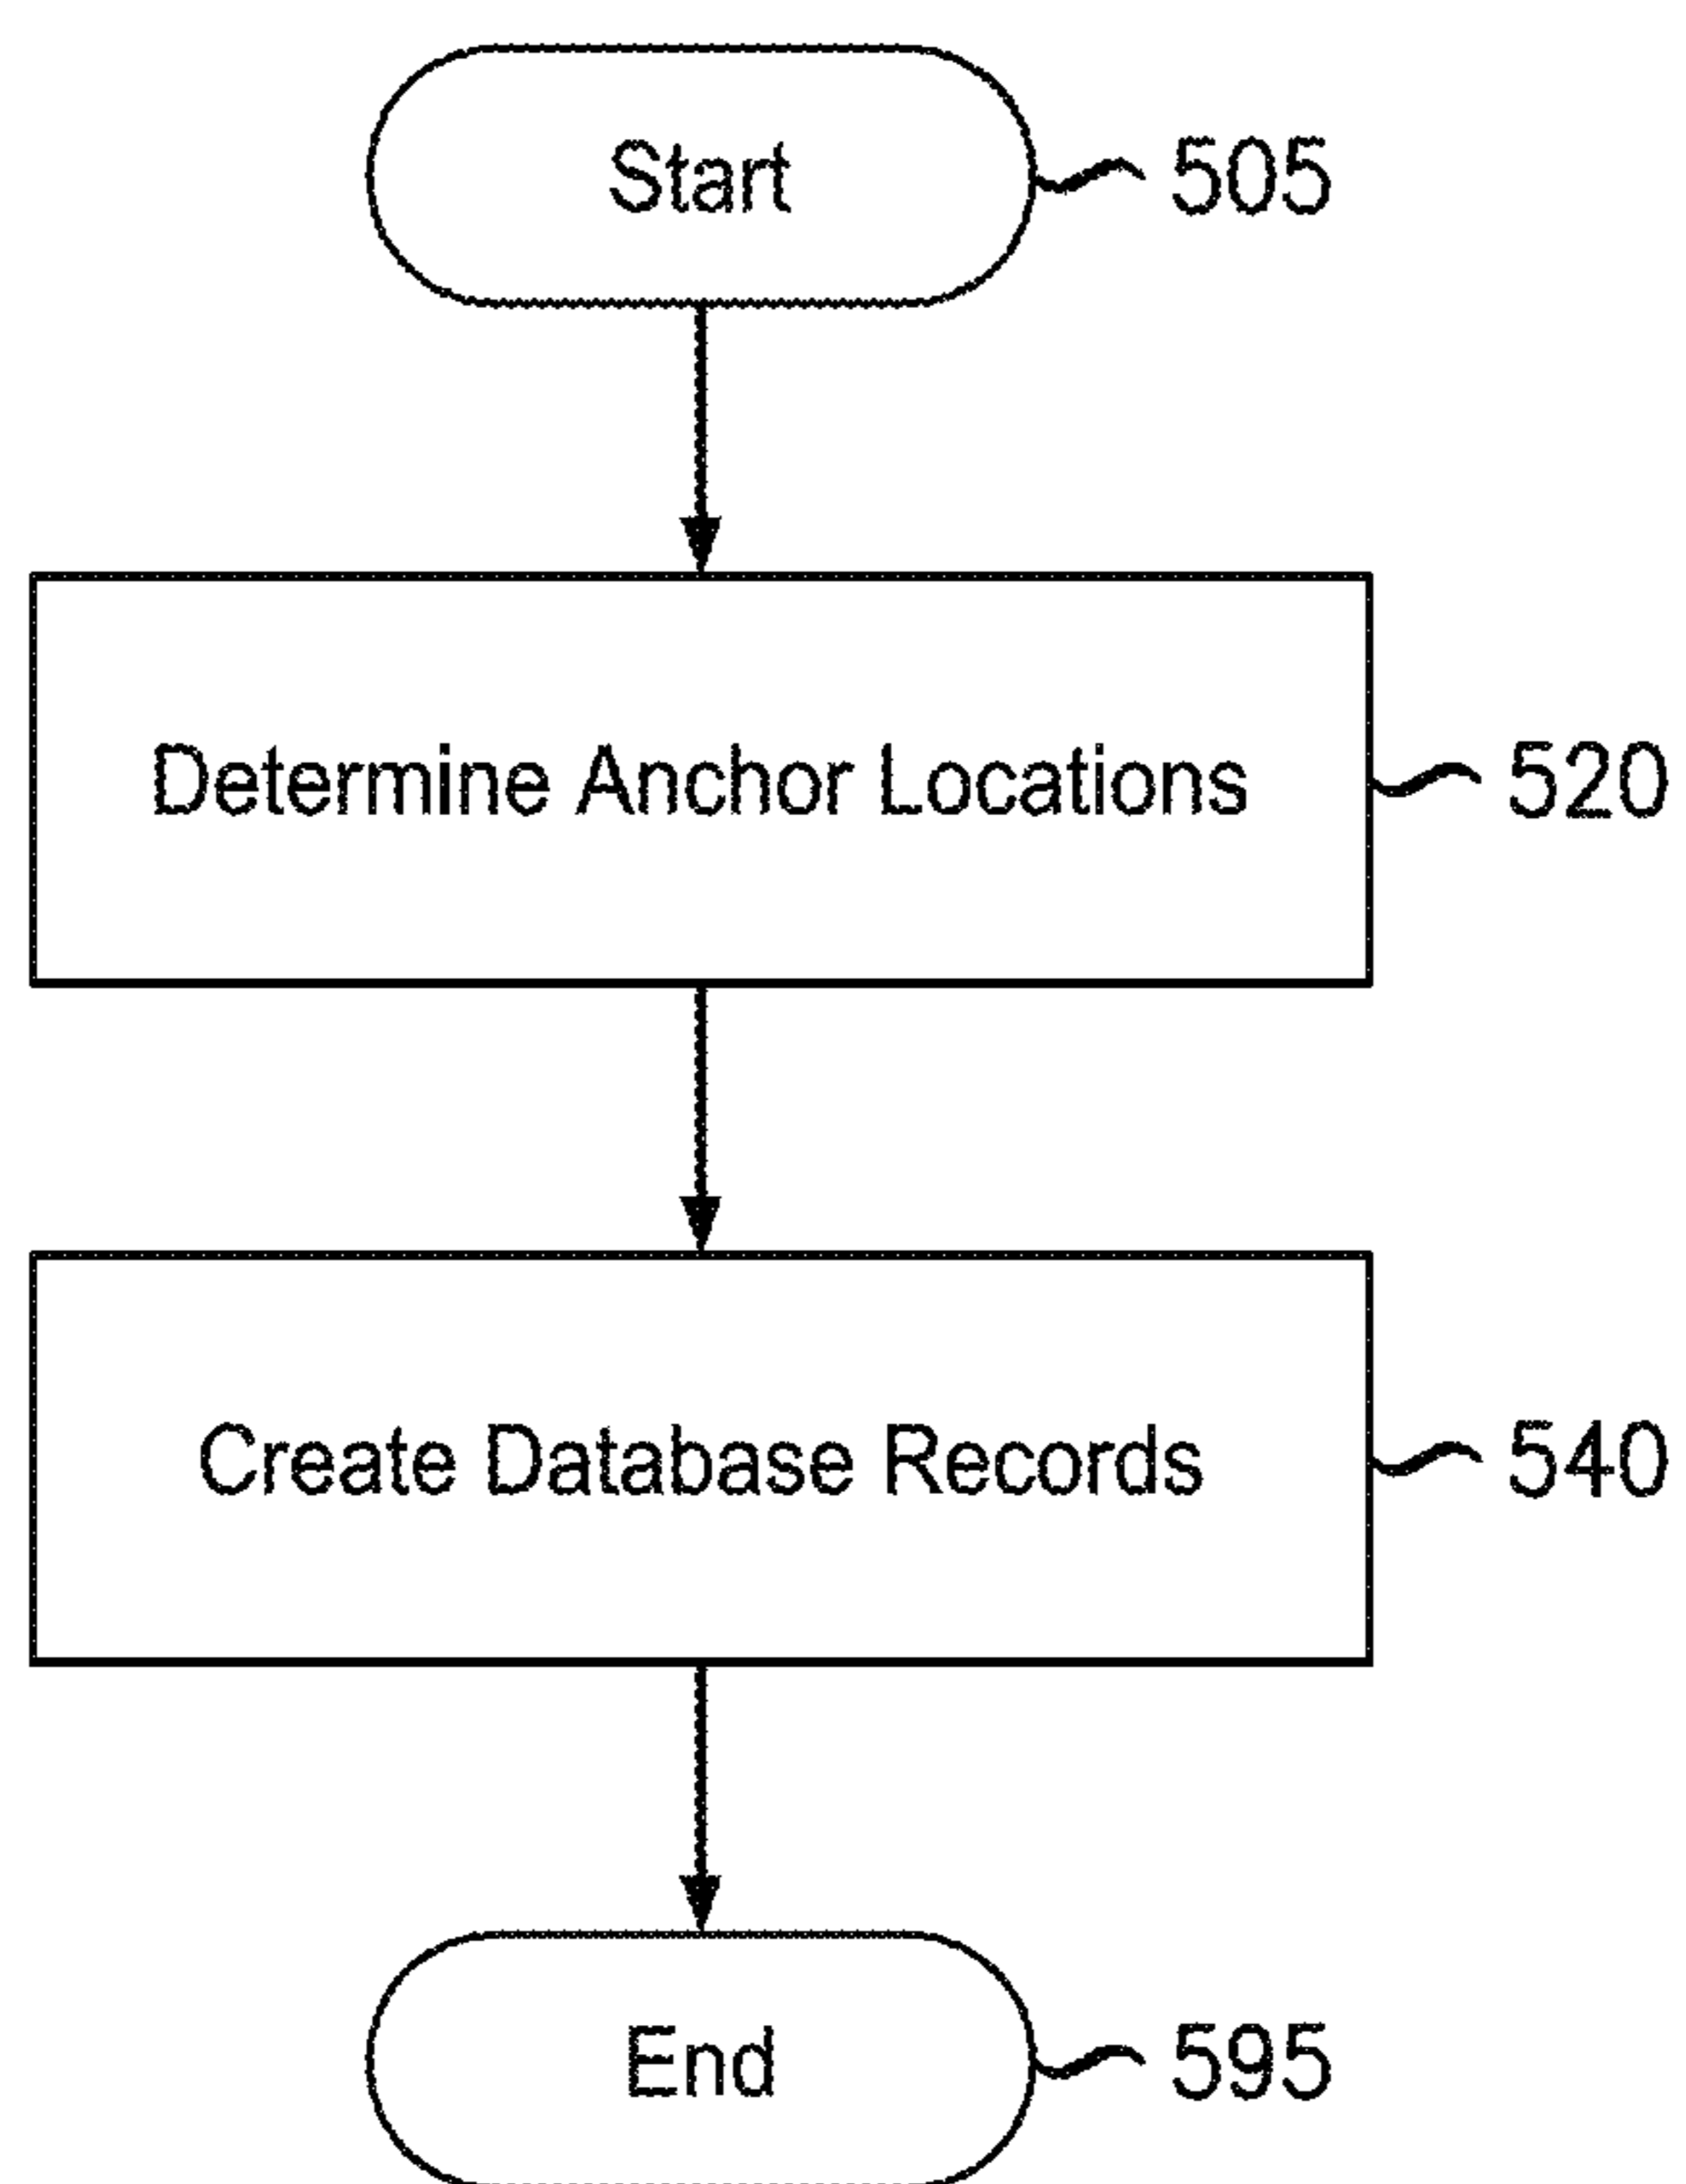 Start 505
Determine Anchor Locations 520
Create Database Records 540
End 595